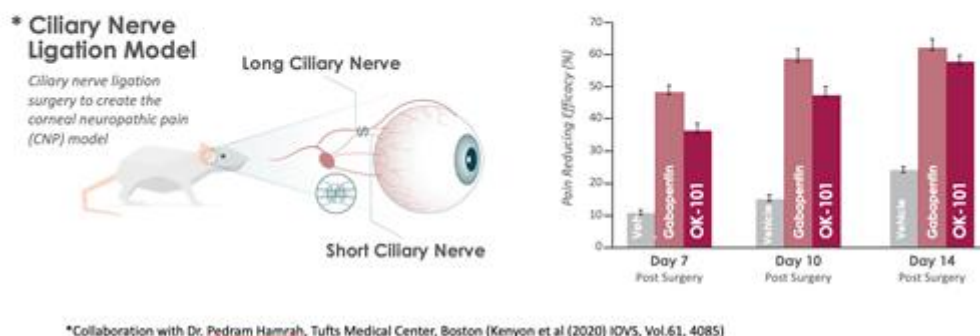 * Ciliary Nerve
Ligation Model
Ciliary nerve ligation
surgery to create the
corneal neuropathic pain
(CNP) model
Long Ciliary Nerve
Short Ciliary Nerve
Pain Reducing Efficacy (%)
70
60
50
40
30
20
10
0
Vehicle
Gabapentin
OK-101
Vehicle
Gabapentin
OK-101
Vehicle
Gabapentin
OK-101
Day 7
Post Surgery
Day 10
Post Surgery
Day 14
Post Surgery
*Collaboration with Dr. Pedram Hamrah, Tufts Medical Center, Boston (Kenyon et al (2020) IOVS, Vol.61, 4085)